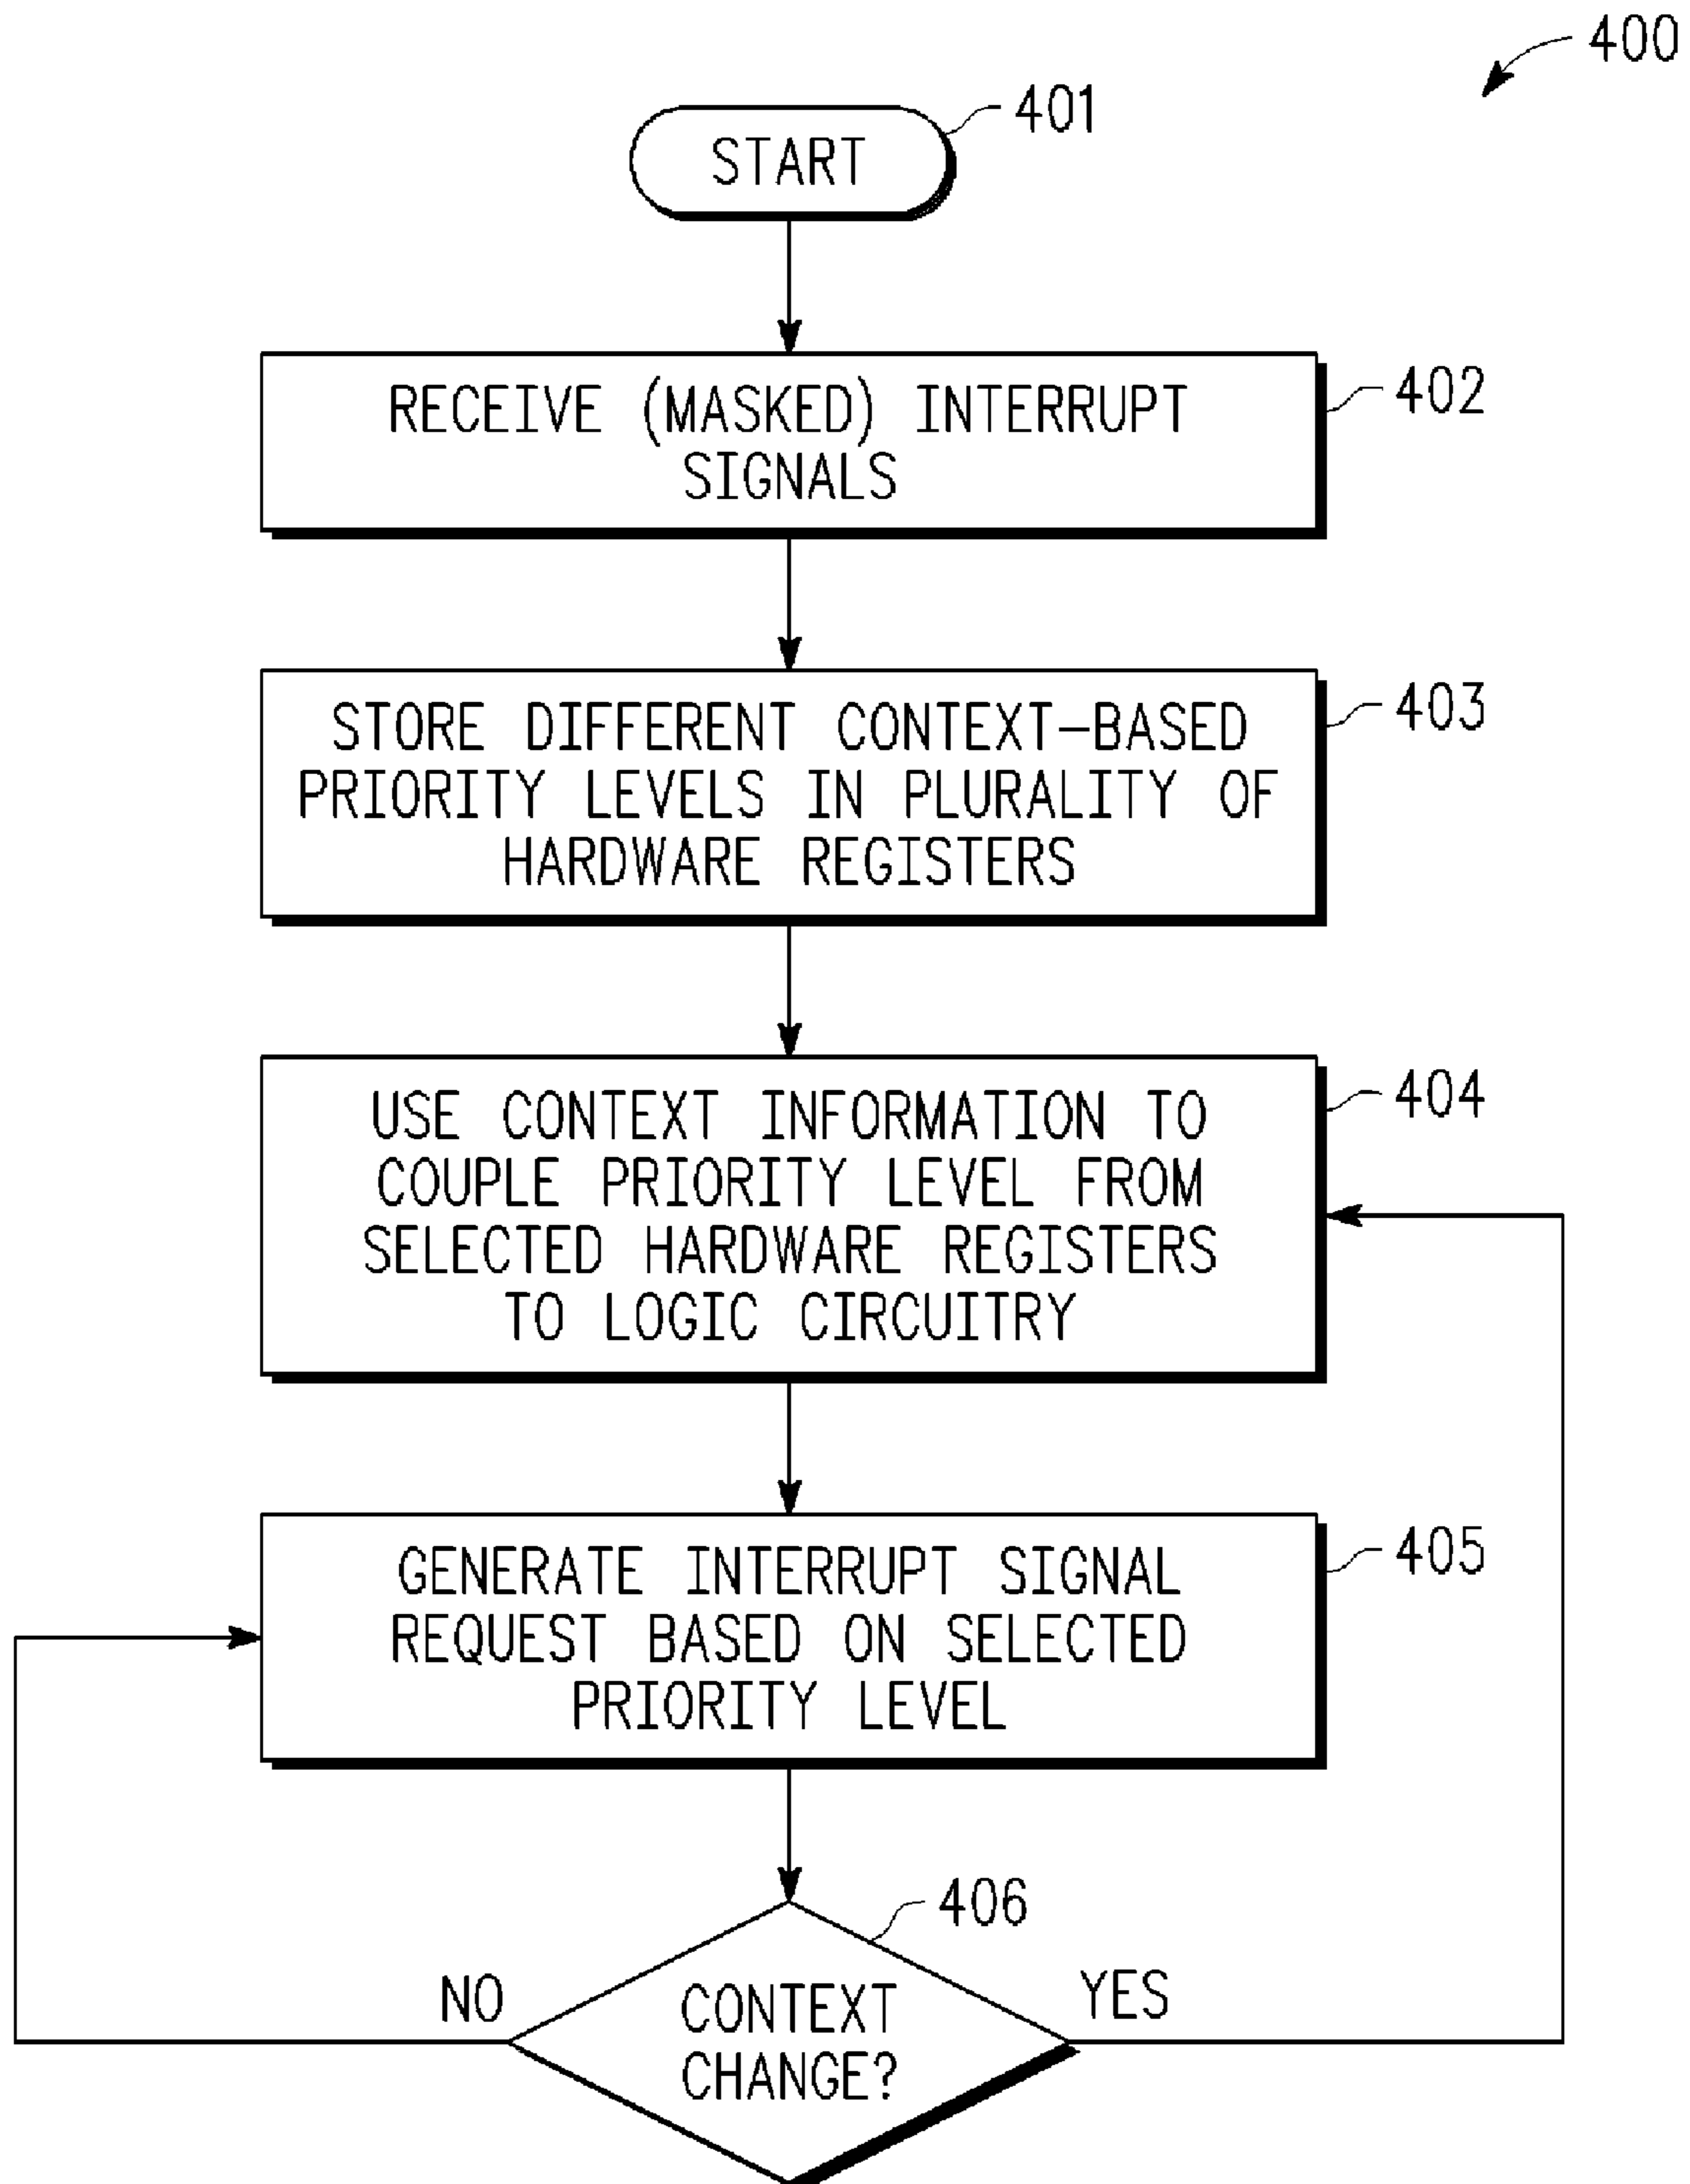 400
START
401
RECEIVE (MASKED) INTERRUPT
SIGNALS
402
STORE DIFFERENT CONTEXT-BASED
PRIORITY LEVELS IN PLURALITY OF
HARDWARE REGISTERS
403
USE CONTEXT INFORMATION TO
COUPLE PRIORITY LEVEL FROM
SELECTED HARDWARE REGISTERS
TO LOGIC CIRCUITRY
404
GENERATE INTERRUPT SIGNAL
REQUEST BASED ON SELECTED
PRIORITY LEVEL
405
406
NO
CONTEXT
CHANGE?
YES